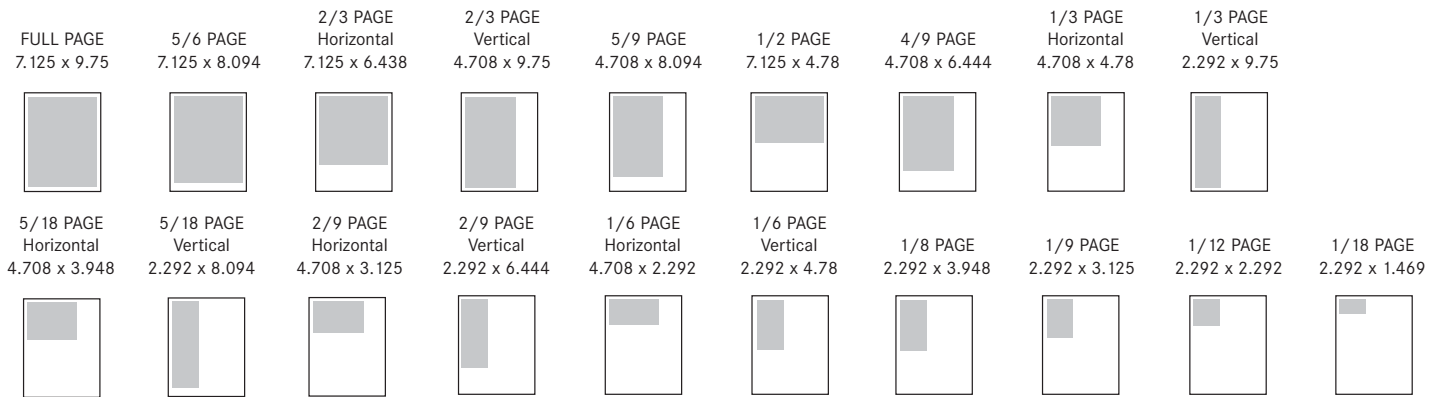 FULL PAGE
7.125 x 9.75
5/6 PAGE
7.125 x 8.094
2/3 PAGE
Horizontal
7.125 x 6.438
2/3 PAGE
Vertical
4.708 x 9.75
5/9 PAGE
4.708 x 8.094
1/2 PAGE
7.125 x 4.78
4/9 PAGE
4.708 x 6.444
1/3 PAGE
Horizontal
4.708 x 4.78
1/3 PAGE
Vertical
2.292 x 9.75
5/18 PAGE
Horizontal
4.708 x 3.948
5/18 PAGE
Vertical
2.292 x 8.094
2/9 PAGE
Horizontal
4.708 x 3.125
2/9 PAGE
Vertical
2.292 x 6.444
1/6 PAGE
Horizontal
4.708 x 2.292
1/6 PAGE
Vertical
2.292 x 4.78
1/8 PAGE
2.292 x 3.948
1/9 PAGE
2.292 x 3.125
1/12 PAGE
2.292 x 2.292
1/18 PAGE
2.292 x 1.469